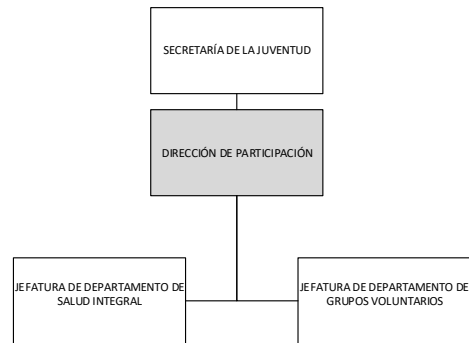 SECRETARÍA DE LA JUVENTUD
DIRECCIÓN DE PARTICIPACIÓN
JEFATURA DE DEPARTAMENTO DE
SALUD INTEGRAL
JEFATURA DE DEPARTAMENTO DE
GRUPOS VOLUNTARIOS